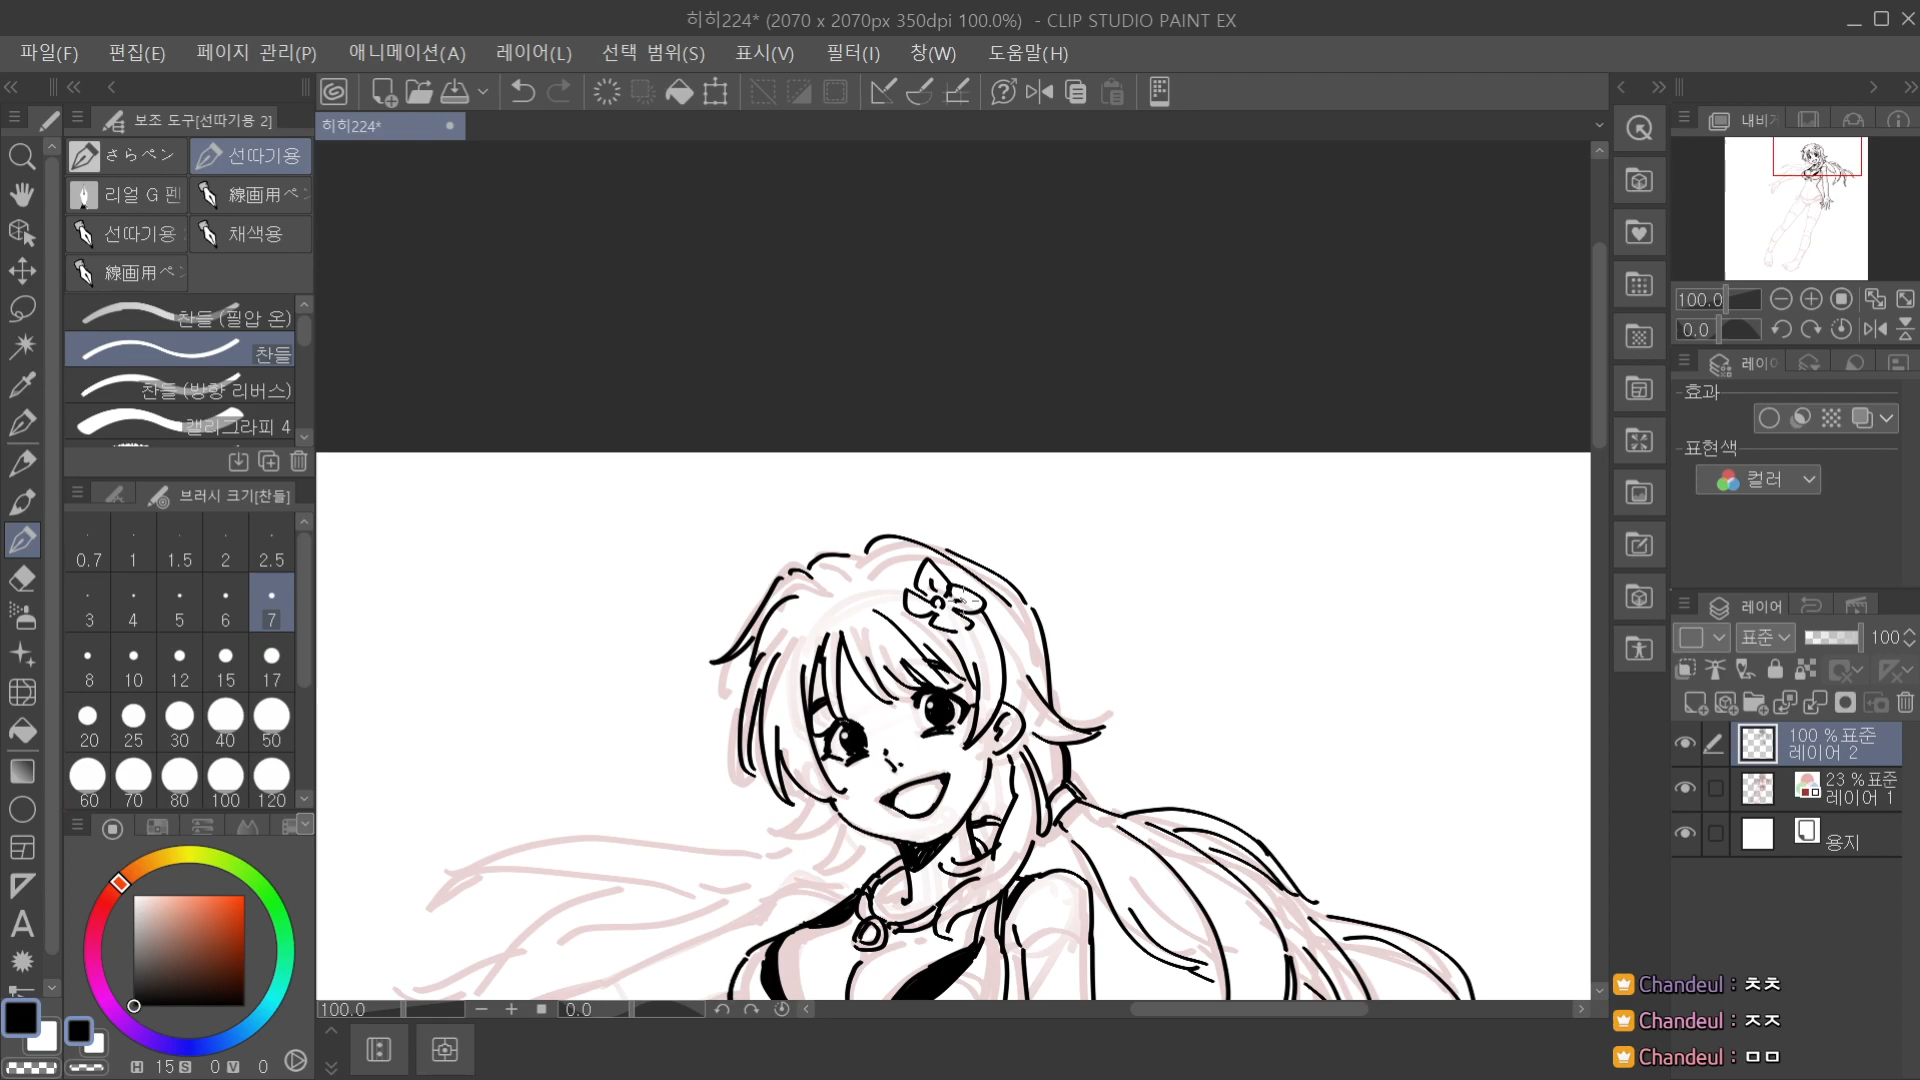 히히224* (2070 x 2070px 350dpi 100.0%) - CLIP STUDIO PAINT EX
파일(F) 편집(E) 페이지 관리(P) 애니메이션(A) 레이어(L) 선택 범위(S) 표시(V) 필터(I) 창(W) 도움말(H)
보조 도구[선따기용 2]
히히224*
さらペン 선따기용
리얼 G 펜 線画用ペン
선따기용 채색용
線画用ペン
찬들 (필압 온)
찬들
찬들 (방향 리버스)
캘리그라피 4
브러시 크기[찬들]
0.7 1 1.5 2 2.5
3 4 5 6 7
8 10 12 15 17
20 25 30 40 50
60 70 80 100 120
H 15 S 0 V 0
100.0 0.0
내비
100.0
0.0
레이어
효과
표현색
컬러
레이어
표준 100
100 %표준
레이어 2
23 %표준
레이어 1
용지
Chandeul : ㅊㅊ
Chandeul : ㅈㅈ
Chandeul : ㅁㅁ